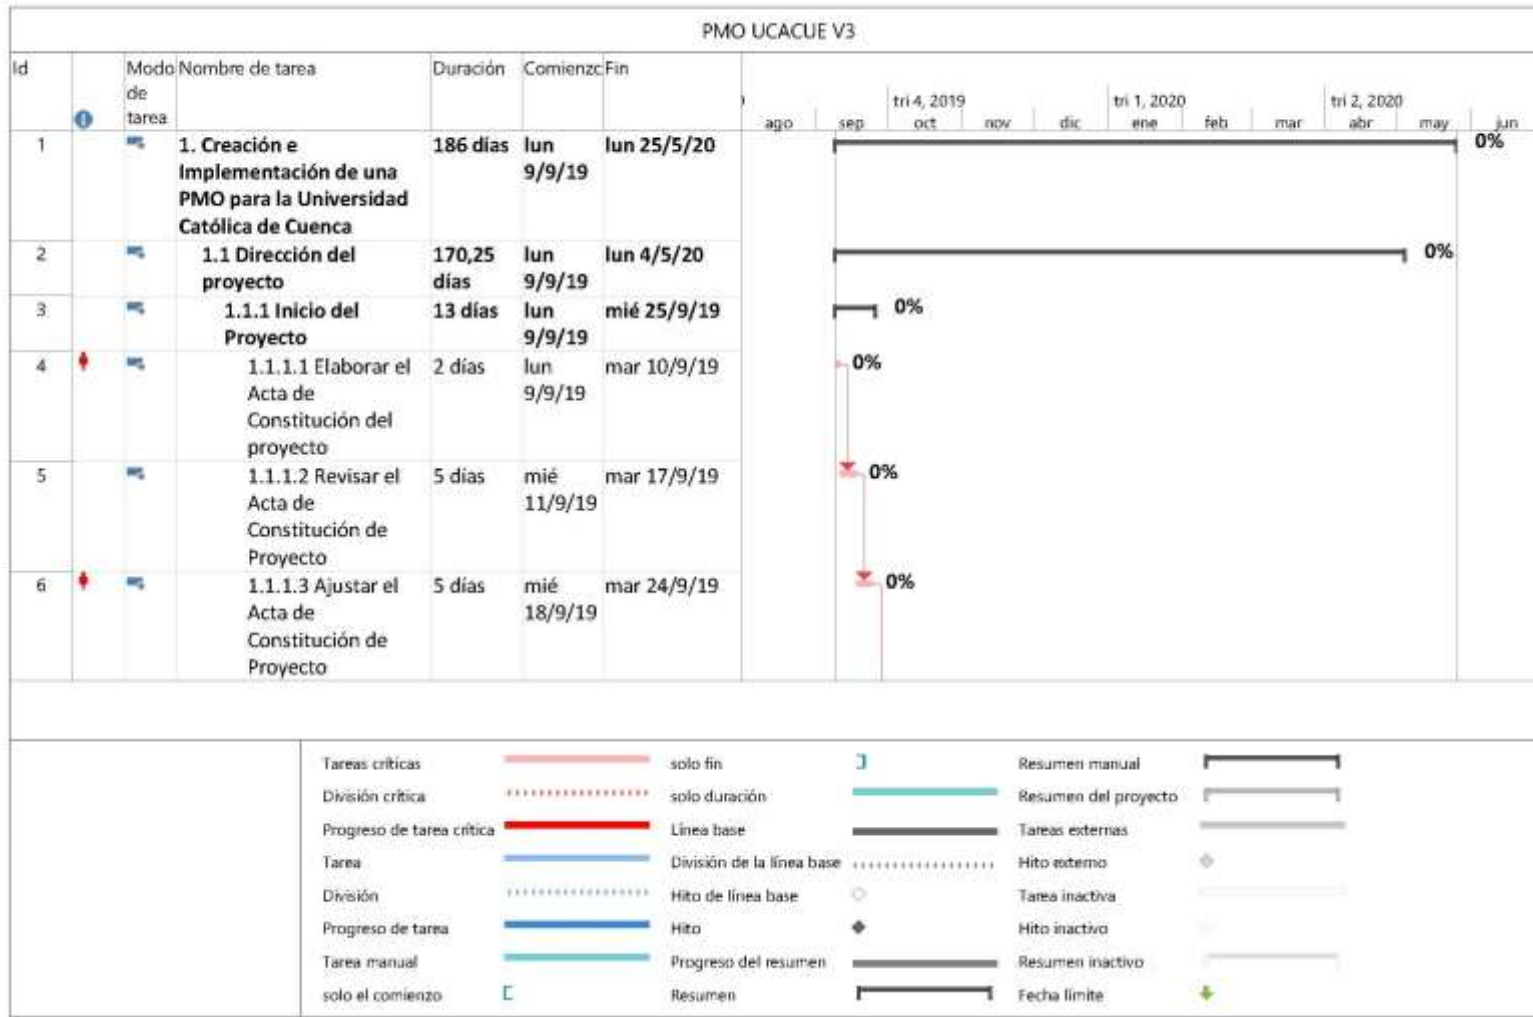 PMO UCACUE V3
Id
Modo de tarea
Nombre de tarea
Duración
Comienzo
Fin
tri 4, 2019
tri 1, 2020
tri 2, 2020
ago sep oct nov dic ene feb mar abr may jun
1
1. Creación e
Implementación de una
PMO para la Universidad
Católica de Cuenca
186 días
lun
9/9/19
lun 25/5/20
0%
2
1.1 Dirección del
proyecto
170,25
días
lun
9/9/19
lun 4/5/20
0%
3
1.1.1 Inicio del
Proyecto
13 días
lun
9/9/19
mié 25/9/19
0%
4
1.1.1.1 Elaborar el
Acta de
Constitución del
proyecto
2 días
lun
9/9/19
mar 10/9/19
0%
5
1.1.1.2 Revisar el
Acta de
Constitución de
Proyecto
5 días
mié
11/9/19
mar 17/9/19
0%
6
1.1.1.3 Ajustar el
Acta de
Constitución de
Proyecto
5 días
mié
18/9/19
mar 24/9/19
0%
Tareas críticas
División crítica
Progreso de tarea crítica
Tarea
División
Progreso de tarea
Tarea manual
solo el comienzo
solo fin
solo duración
Línea base
División de la línea base
Hito de línea base
Hito
Progreso del resumen
Resumen
Resumen manual
Resumen del proyecto
Tareas externas
Hito externo
Tarea inactiva
Hito inactivo
Resumen inactivo
Fecha límite